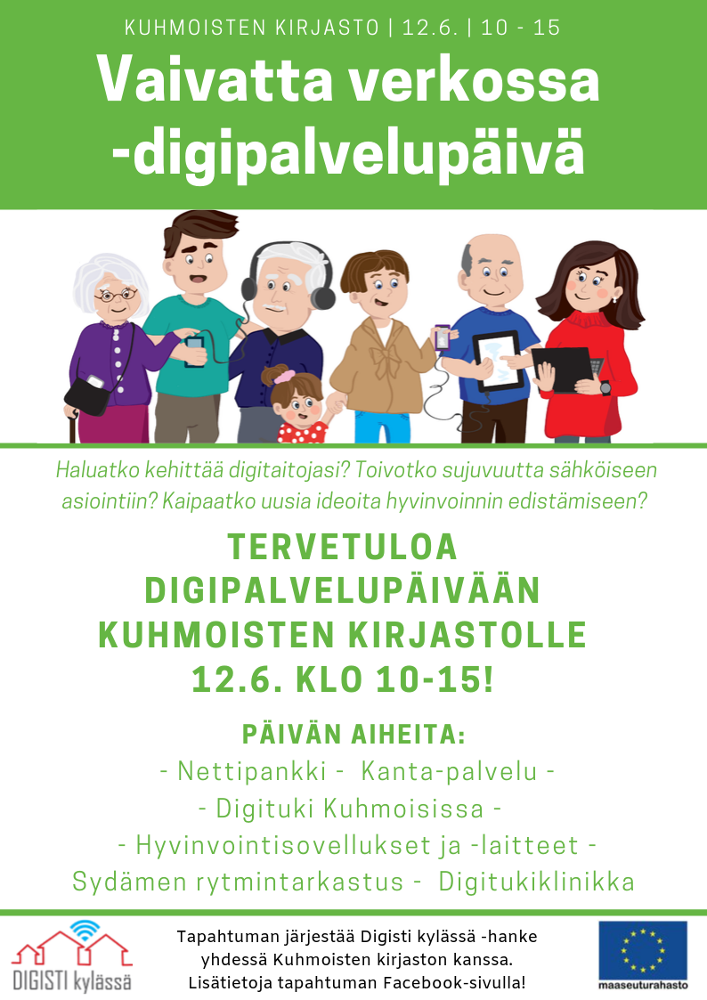 KUHMOISTEN KIRJASTO | 12.6. | 10 - 15
Vaivatta verkossa
-digipalvelupäivä
Haluatko kehittää digitaitojasi? Toivotko sujuvuutta sähköiseen
asiointiin? Kaipaatko uusia ideoita hyvinvoinnin edistämiseen?
TERVETULOA
DIGIPALVELUPÄIVÄÄN
KUHMOISTEN KIRJASTOLLE
12.6. KLO 10-15!
PÄIVÄN AIHEITA:
- Nettipankki - Kanta-palvelu -
- Digituki Kuhmoisissa -
- Hyvinvointisovellukset ja -laitteet -
Sydämen rytmintarkastus - Digitukiklinikka
DIGISTI kylässä
Tapahtuman järjestää Digisti kylässä -hanke
yhdessä Kuhmoisten kirjaston kanssa.
Lisätietoja tapahtuman Facebook-sivulla!
maaseuturahasto